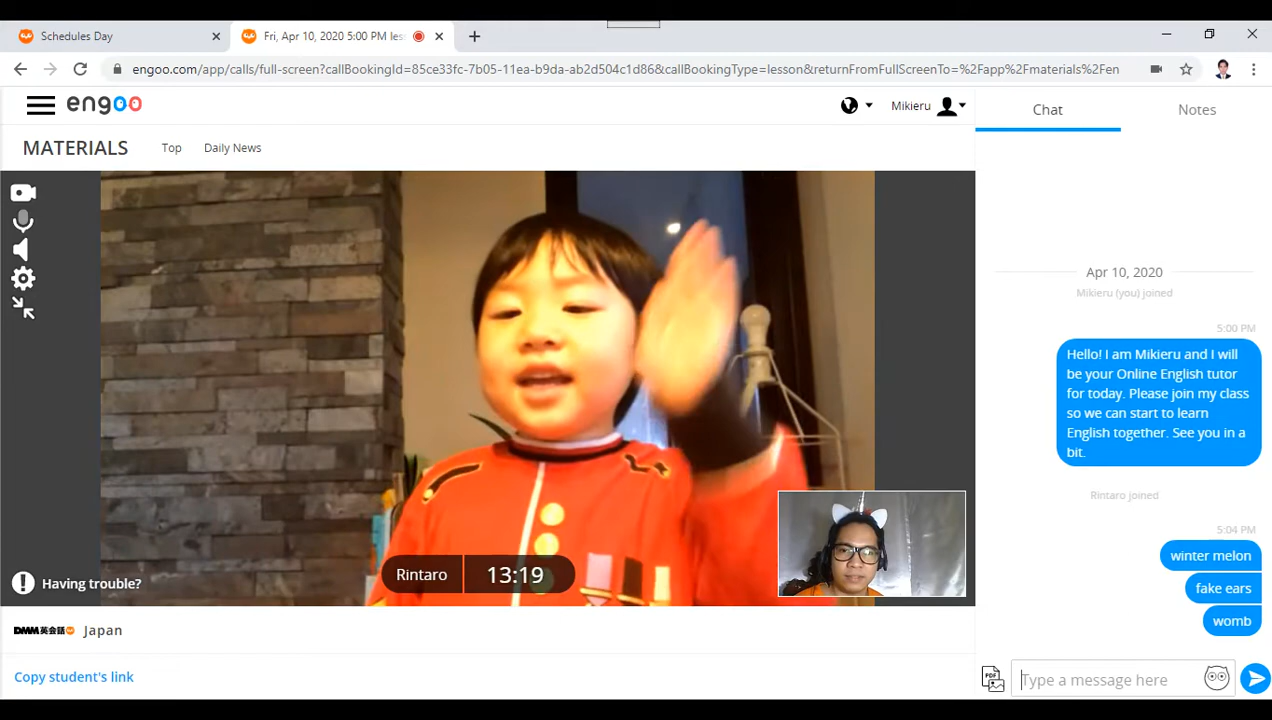 Schedules Day
Fri, Apr 10, 2020 5:00 PM les
engoo.com/app/calls/full-screen?callBookingId=85ce33fc-7b05-11ea-b9da-ab2d504c1d86&callBookingType=lesson&returnFromFullScreenTo=%2Fapp%2Fmaterials%2Fen
engoo
Mikieru
Chat
Notes
MATERIALS
Top
Daily News
Apr 10, 2020
Mikieru (you) joined
5:00 PM
Hello! I am Mikieru and I will
be your Online English tutor
for today. Please join my class
so we can start to learn
English together. See you in a
bit.
Rintaro joined
5:04 PM
winter melon
fake ears
womb
Rintaro
13:19
Having trouble?
DMM英会話
Japan
Copy student's link
PDF
Type a message here